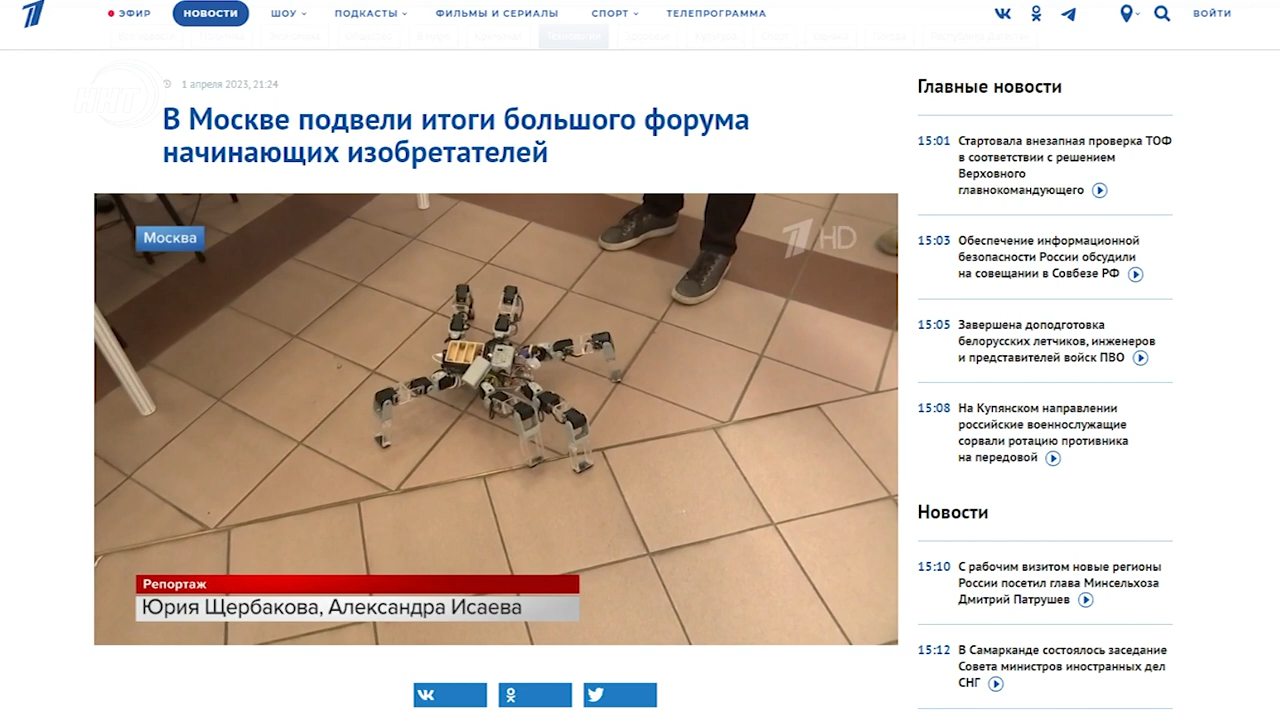 ЭФИР НОВОСТИ ШОУ ПОДКАСТЫ ФИЛЬМЫ И СЕРИАЛЫ СПОРТ ТЕЛЕПРОГРАММА ВОЙТИ
ННТ
1 апреля 2023, 21:24
В Москве подвели итоги большого форума
начинающих изобретателей
Москва
HD
Репортаж
Юрия Щербакова, Александра Исаева
Главные новости
15:01 Стартовала внезапная проверка ТОФ
в соответствии с решением
Верховного
главнокомандующего
15:03 Обеспечение информационной
безопасности России обсудили
на совещании в Совбезе РФ
15:05 Завершена доподготовка
белорусских летчиков, инженеров
и представителей войск ПВО
15:08 На Купянском направлении
российские военнослужащие
сорвали ротацию противника
на передовой
Новости
15:10 С рабочим визитом новые регионы
России посетил глава Минсельхоза
Дмитрий Патрушев
15:12 В Самарканде состоялось заседание
Совета министров иностранных дел
СНГ